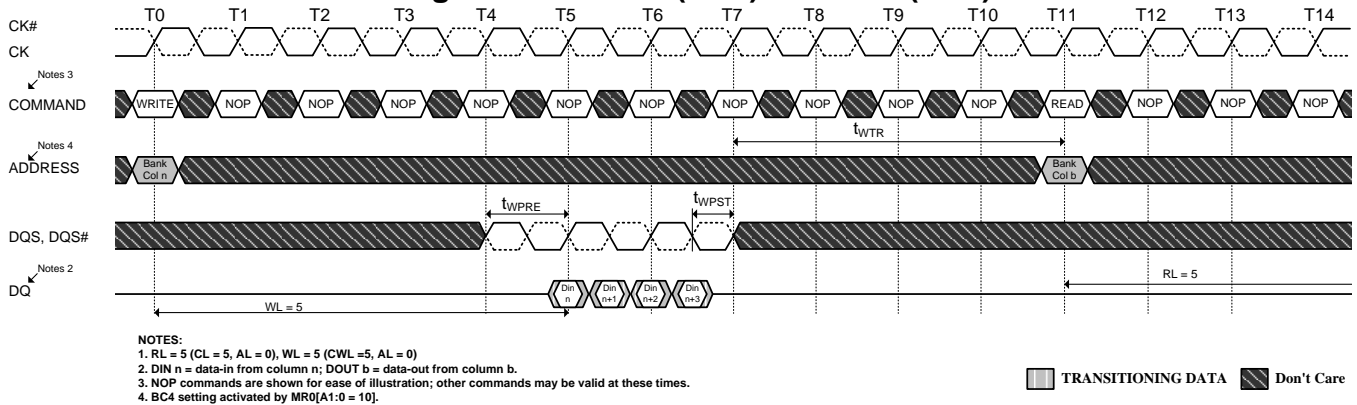 T0 T1 T2 T3 T4 T5 T6 T7 T8 T9 T10 T11 T12 T13 T14
CK#
CK
Notes 3
COMMAND
WRITE NOP NOP NOP NOP NOP NOP NOP NOP NOP NOP READ NOP NOP NOP
tWTR
Notes 4
ADDRESS
Bank
Col n
Bank
Col b
tWPRE
tWPST
DQS, DQS#
Notes 2
DQ
Din
n
Din
n+1
Din
n+2
Din
n+3
RL = 5
WL = 5
NOTES:
1. RL = 5 (CL = 5, AL = 0), WL = 5 (CWL =5, AL = 0)
2. DIN n = data-in from column n; DOUT b = data-out from column b.
3. NOP commands are shown for ease of illustration; other commands may be valid at these times.
4. BC4 setting activated by MR0[A1:0 = 10].
TRANSITIONING DATA
Don't Care